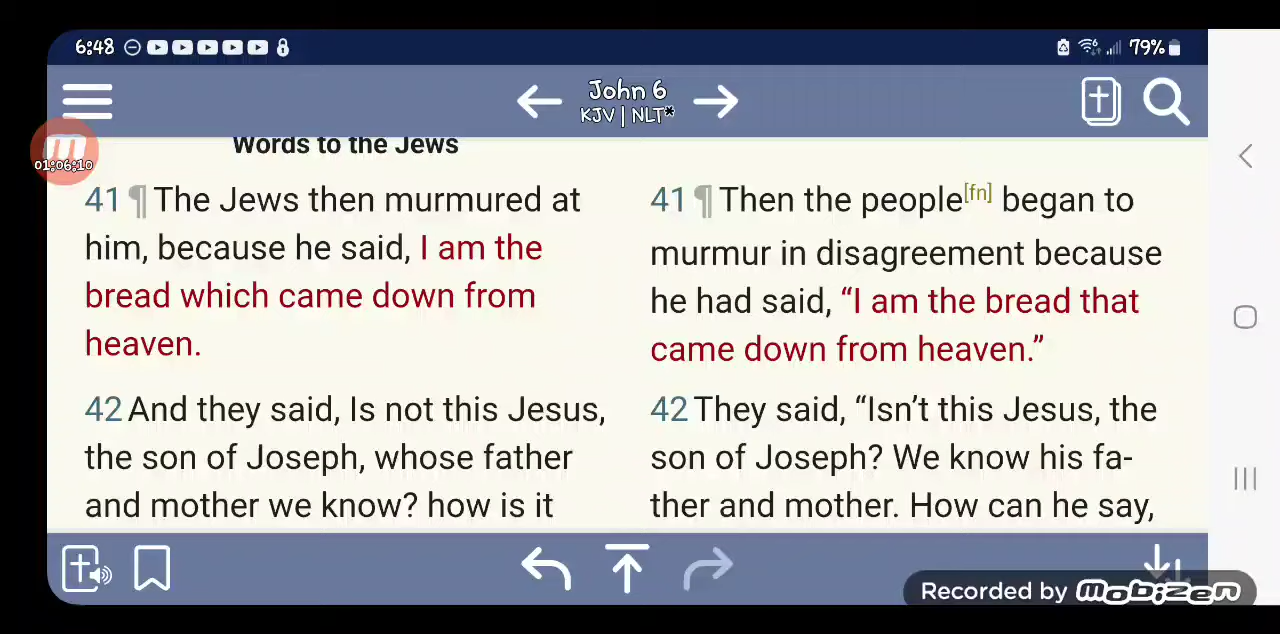 6:48
79%
John 6
KJV | NLT*
01:06:10
Words to the Jews
41 ¶ The Jews then murmured at
him, because he said, I am the
bread which came down from
heaven.
42 And they said, Is not this Jesus,
the son of Joseph, whose father
and mother we know? how is it
41 ¶ Then the people[fn] began to
murmur in disagreement because
he had said, “I am the bread that
came down from heaven.”
42 They said, “Isn’t this Jesus, the
son of Joseph? We know his fa-
ther and mother. How can he say,
Recorded by Mobizen